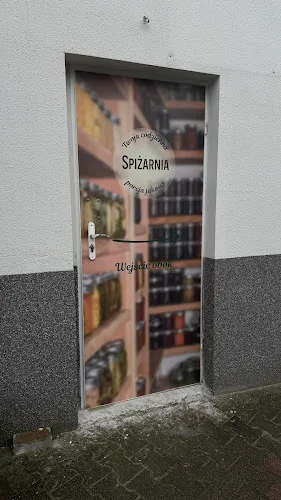 Twoja codzienna
SPIŻARNIA
porcja jakości
Wejście obok